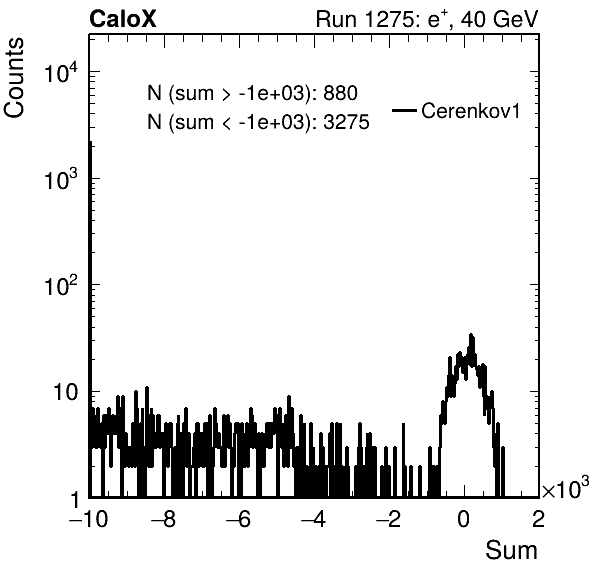 CaloX Run 1275: e⁺, 40 GeV
Counts
N (sum > -1e+03): 880
N (sum < -1e+03): 3275
Cerenkov1
10⁴
10³
10²
10
1
−10 −8 −6 −4 −2 0 2
×10³
Sum